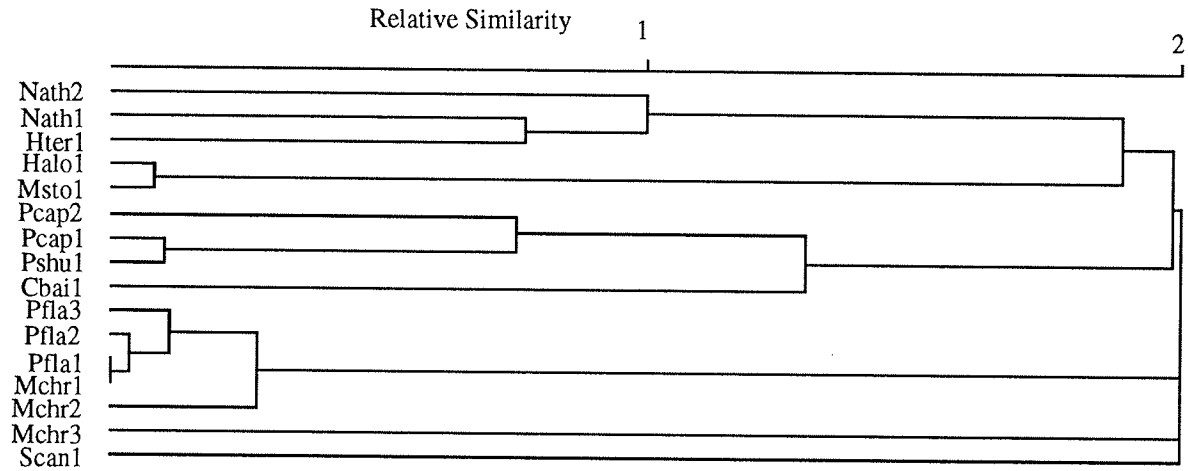 Relative Similarity
1
2
Nath2
Nath1
Hter1
Halo1
Msto1
Pcap2
Pcap1
Pshu1
Cbai1
Pfla3
Pfla2
Pfla1
Mchr1
Mchr2
Mchr3
Scan1